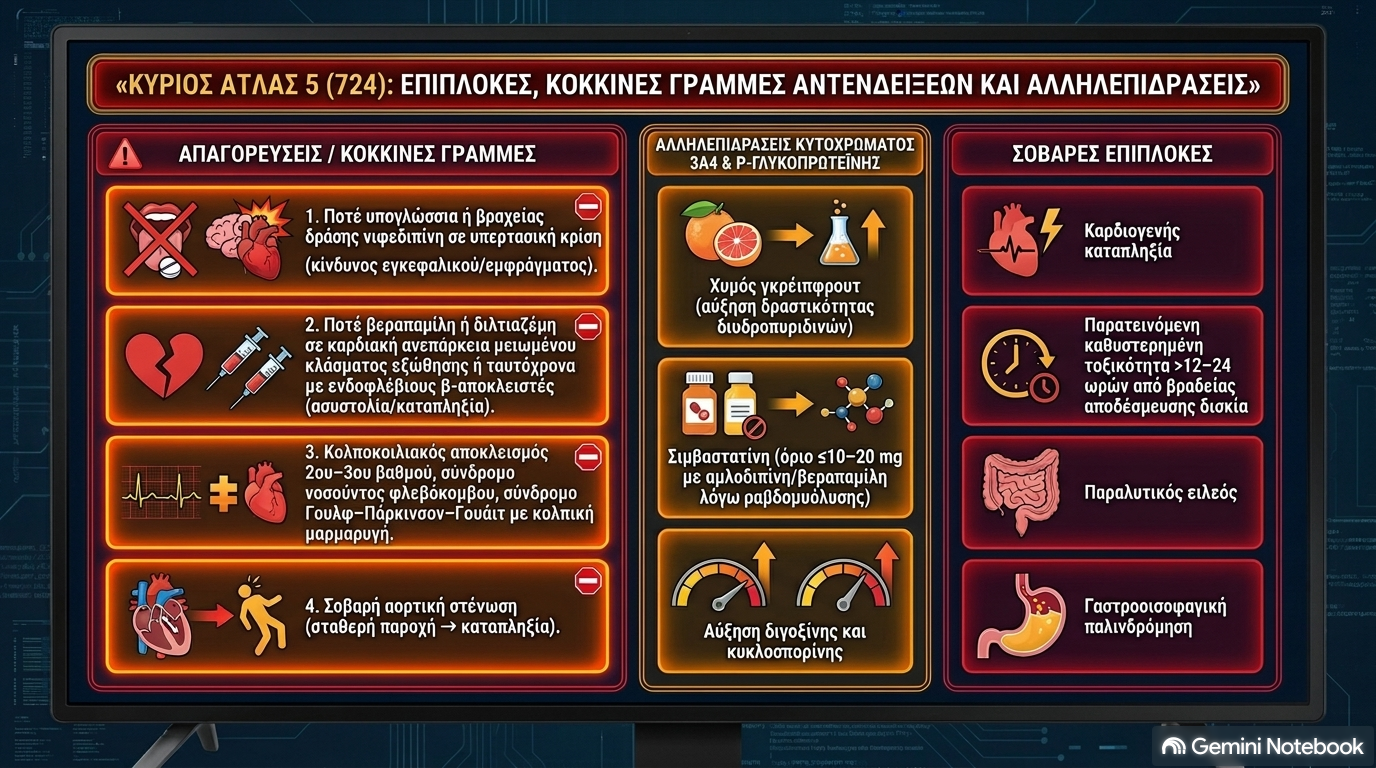 «ΚΥΡΙΟΣ ΑΤΛΑΣ 5 (724): ΕΠΙΠΛΟΚΕΣ, ΚΟΚΚΙΝΕΣ ΓΡΑΜΜΕΣ ΑΝΤΕΝΔΕΙΞΕΩΝ ΚΑΙ ΑΛΛΗΛΕΠΙΔΡΑΣΕΙΣ»
ΑΠΑΓΟΡΕΥΣΕΙΣ / ΚΟΚΚΙΝΕΣ ΓΡΑΜΜΕΣ
1. Ποτέ υπογλώσσια ή βραχείας
δράσης νιφεδιπίνη σε υπερτασική κρίση
(κίνδυνος εγκεφαλικού/εμφράγματος).
2. Ποτέ βεραπαμίλη ή διλτιαζέμη
σε καρδιακή ανεπάρκεια μειωμένου
κλάσματος εξώθησης ή ταυτόχρονα
με ενδοφλέβιους β-αποκλειστές
(ασυστολία/καταπληξία).
3. Κολποκοιλιακός αποκλεισμός
2ου–3ου βαθμού, σύνδρομο
νοσούντος φλεβόκομβου, σύνδρομο
Γουλφ–Πάρκινσον–Γουάιτ με κολπική
μαρμαρυγή.
4. Σοβαρή αορτική στένωση
(σταθερή παροχή → καταπληξία).
ΑΛΛΗΛΕΠΙΔΡΑΣΕΙΣ ΚΥΤΟΧΡΩΜΑΤΟΣ
3Α4 & Ρ-ΓΛΥΚΟΠΡΩΤΕΪΝΗΣ
Χυμός γκρέιπφρουτ
(αύξηση δραστικότητας
διυδροπυριδινών)
Σιμβαστατίνη (όριο ≤10–20 mg
με αμλοδιπίνη/βεραπαμίλη
λόγω ραβδομυόλυσης)
Αύξηση διγοξίνης και
κυκλοσπορίνης
ΣΟΒΑΡΕΣ ΕΠΙΠΛΟΚΕΣ
Καρδιογενής
καταπληξία
Παρατεινόμενη
καθυστερημένη
τοξικότητα >12–24
ωρών από βραδείας
αποδέσμευσης δισκία
Παραλυτικός ειλεός
Γαστροοισοφαγική
παλινδρόμηση
Gemini Notebook